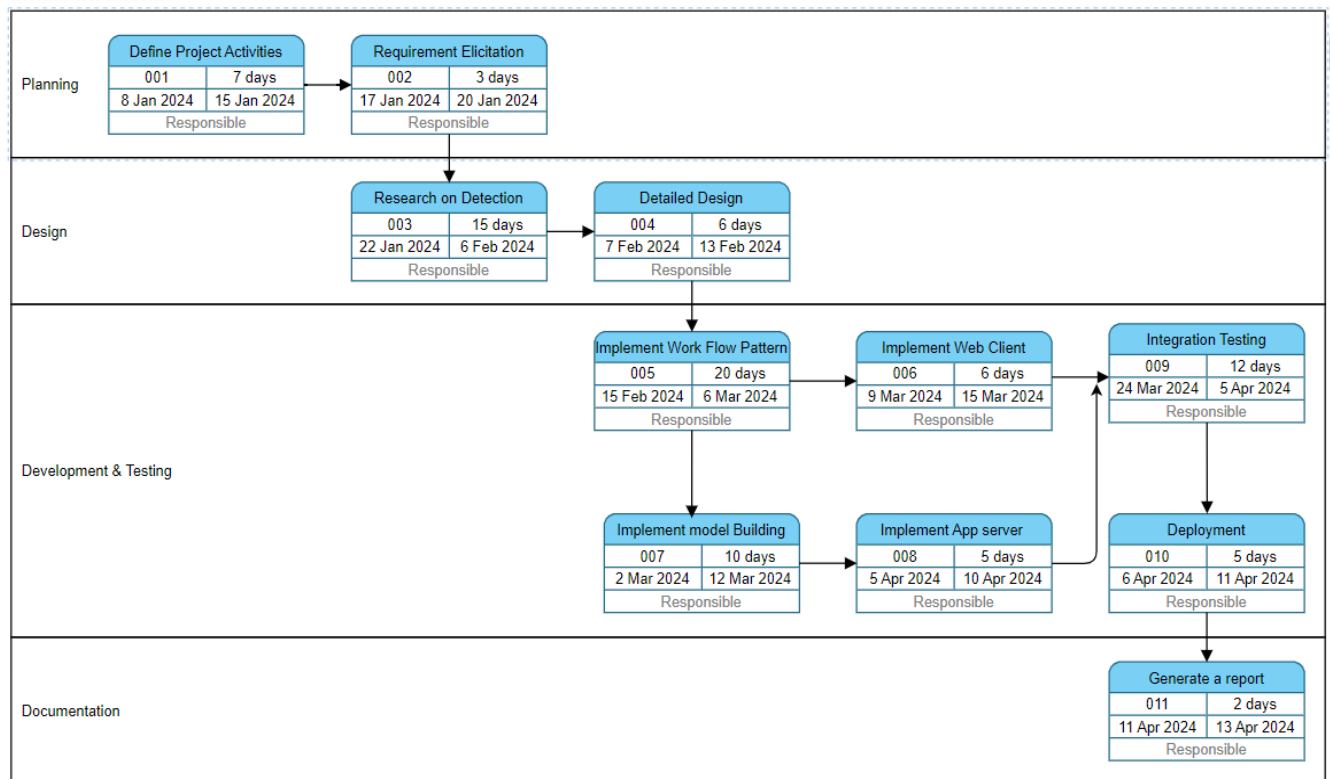 Planning
Define Project Activities
001 7 days
8 Jan 2024 15 Jan 2024
Responsible
Requirement Elicitation
002 3 days
17 Jan 2024 20 Jan 2024
Responsible
Design
Research on Detection
003 15 days
22 Jan 2024 6 Feb 2024
Responsible
Detailed Design
004 6 days
7 Feb 2024 13 Feb 2024
Responsible
Development & Testing
Implement Work Flow Pattern
005 20 days
15 Feb 2024 6 Mar 2024
Responsible
Implement Web Client
006 6 days
9 Mar 2024 15 Mar 2024
Responsible
Integration Testing
009 12 days
24 Mar 2024 5 Apr 2024
Responsible
Implement model Building
007 10 days
2 Mar 2024 12 Mar 2024
Responsible
Implement App server
008 5 days
5 Apr 2024 10 Apr 2024
Responsible
Deployment
010 5 days
6 Apr 2024 11 Apr 2024
Responsible
Documentation
Generate a report
011 2 days
11 Apr 2024 13 Apr 2024
Responsible